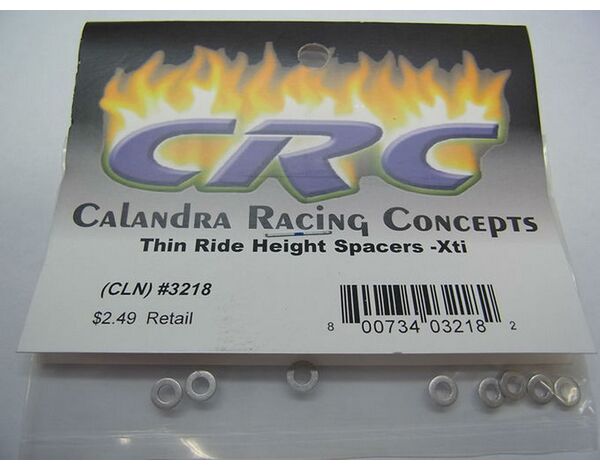 CRC
CALANDRA RACING CONCEPTS
Thin Ride Height Spacers -Xti
(CLN) #3218
$2.49 Retail
8 00734 03218 2